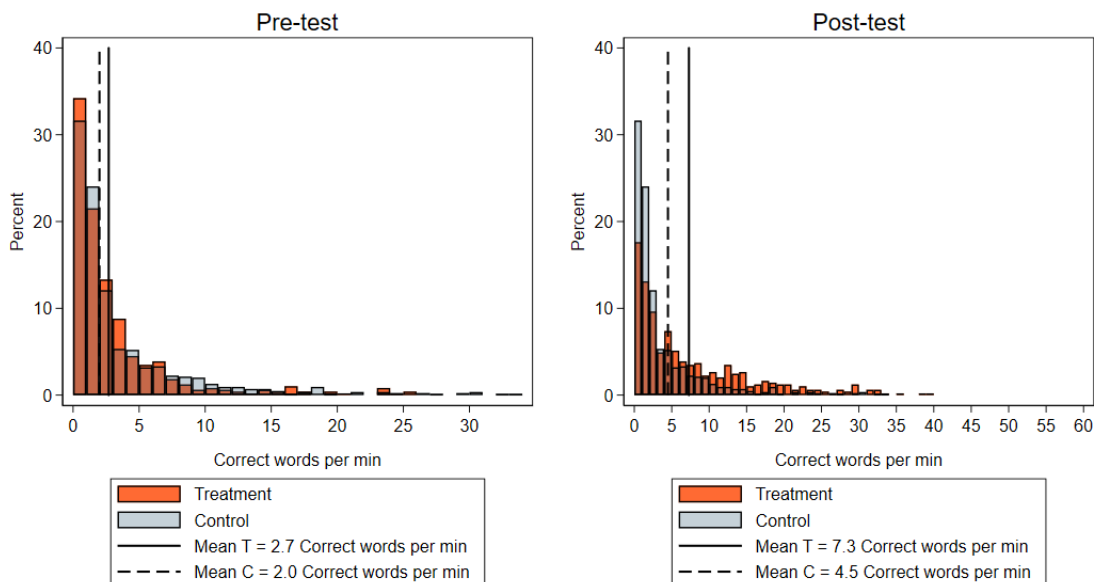 Pre-test
40
30
20
10
0
Percent
0 5 10 15 20 25 30
Correct words per min
Treatment
Control
Mean T = 2.7 Correct words per min
Mean C = 2.0 Correct words per min
Post-test
40
30
20
10
0
Percent
0 5 10 15 20 25 30 35 40 45 50 55 60
Correct words per min
Treatment
Control
Mean T = 7.3 Correct words per min
Mean C = 4.5 Correct words per min